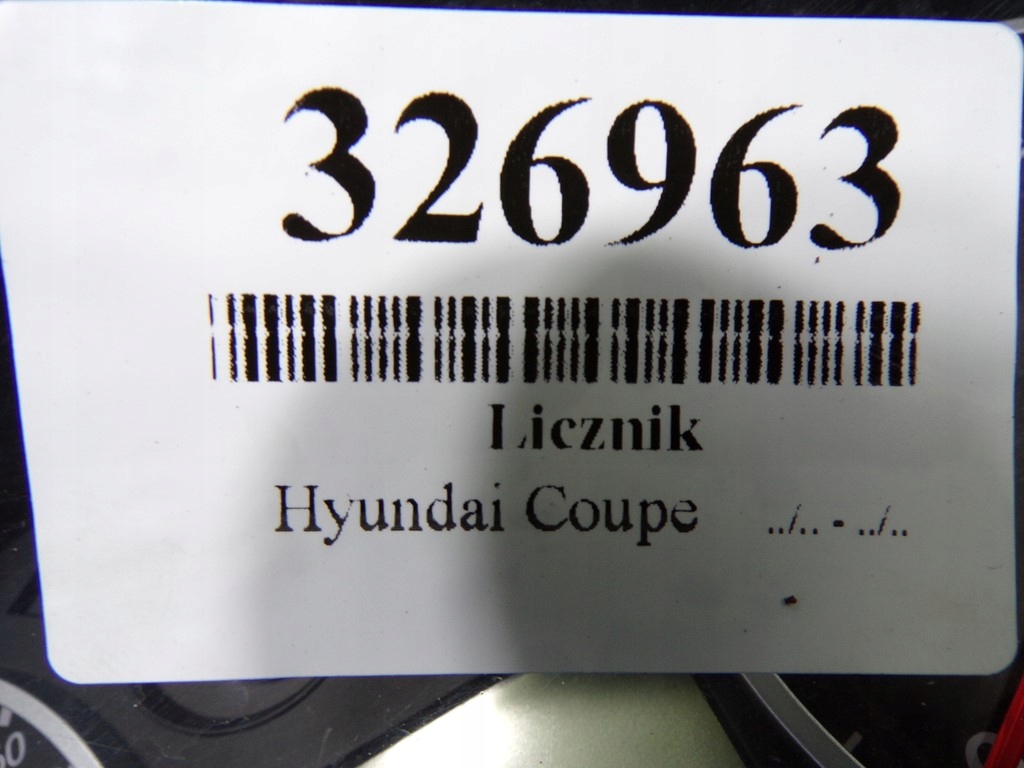 326963
Licznik
Hyundai Coupe ../.. - ../..